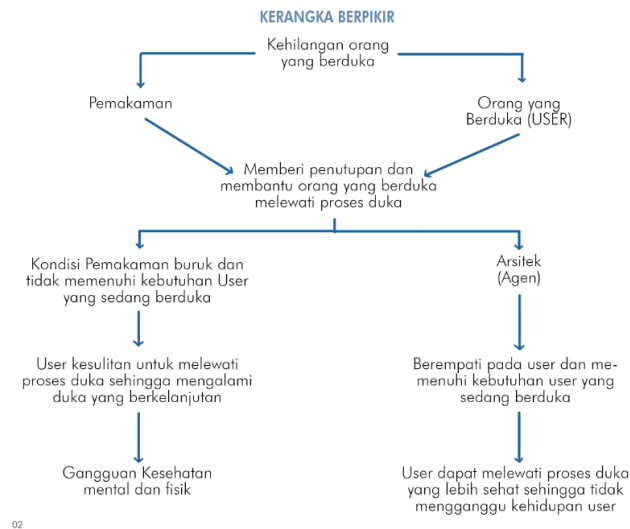 KERANGKA BERPIKIR
Kehilangan orang
yang berduka
Pemakaman
Orang yang
Berduka (USER)
Memberi penutupan dan
membantu orang yang berduka
melewati proses duka
Kondisi Pemakaman buruk dan
tidak memenuhi kebutuhan User
yang sedang berduka
Arsitek
(Agen)
User kesulitan untuk melewati
proses duka sehingga mengalami
duka yang berkelanjutan
Berempati pada user dan me-
menuhi kebutuhan user yang
sedang berduka
Gangguan Kesehatan
mental dan fisik
User dapat melewati proses duka
yang lebih sehat sehingga tidak
mengganggu kehidupan user
02